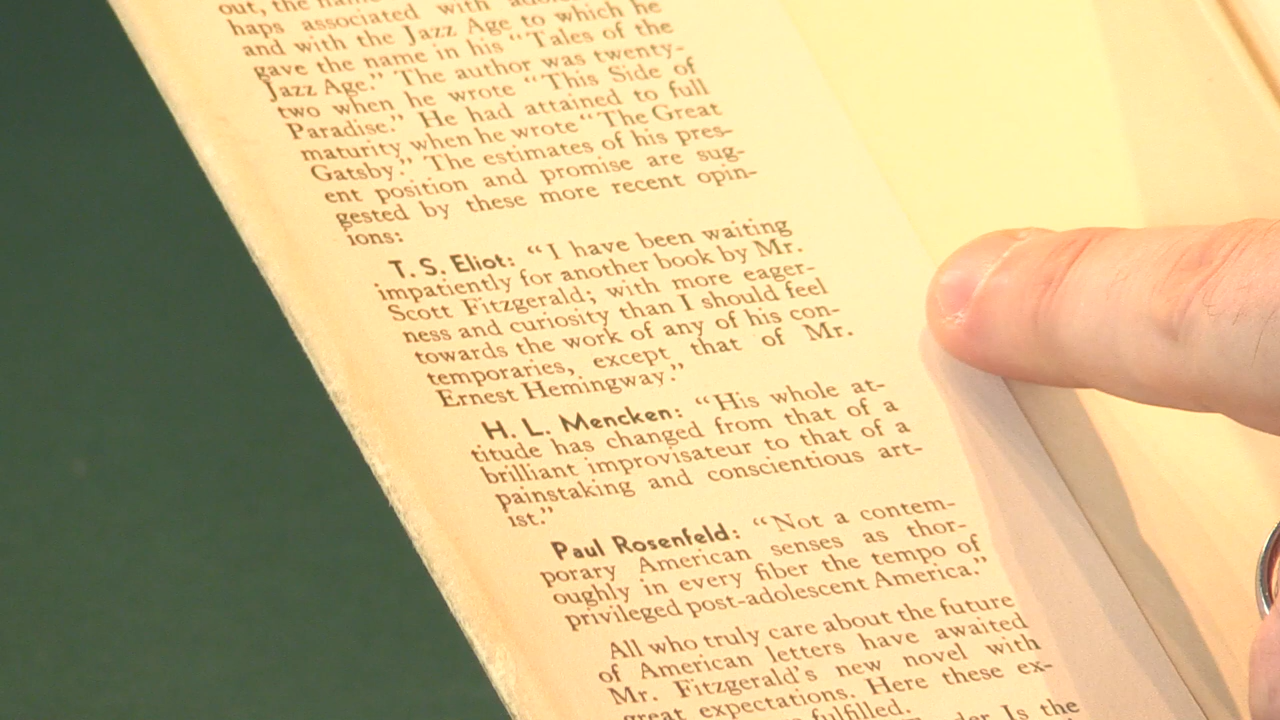 out, the name
haps associated with
and with the Jazz Age to which he
gave the name in his “Tales of the
Jazz Age.” The author was twenty-
two when he wrote “This Side of
Paradise.” He had attained to full
maturity when he wrote “The Great
Gatsby.” The estimates of his pres-
ent position and promise are sug-
gested by these more recent opin-
ions:
T. S. Eliot: “I have been waiting
impatiently for another book by Mr.
Scott Fitzgerald; with more eager-
ness and curiosity than I should feel
towards the work of any of his con-
temporaries, except that of Mr.
Ernest Hemingway.”
H. L. Mencken: “His whole at-
titude has changed from that of a
brilliant improvisateur to that of a
painstaking and conscientious art-
ist.”
Paul Rosenfeld: “Not a contem-
porary American senses as thor-
oughly in every fiber the tempo of
privileged post-adolescent America.”
All who truly care about the future
of American letters have awaited
Mr. Fitzgerald’s new novel with
great expectations. Here these ex-
fulfilled.
Is the